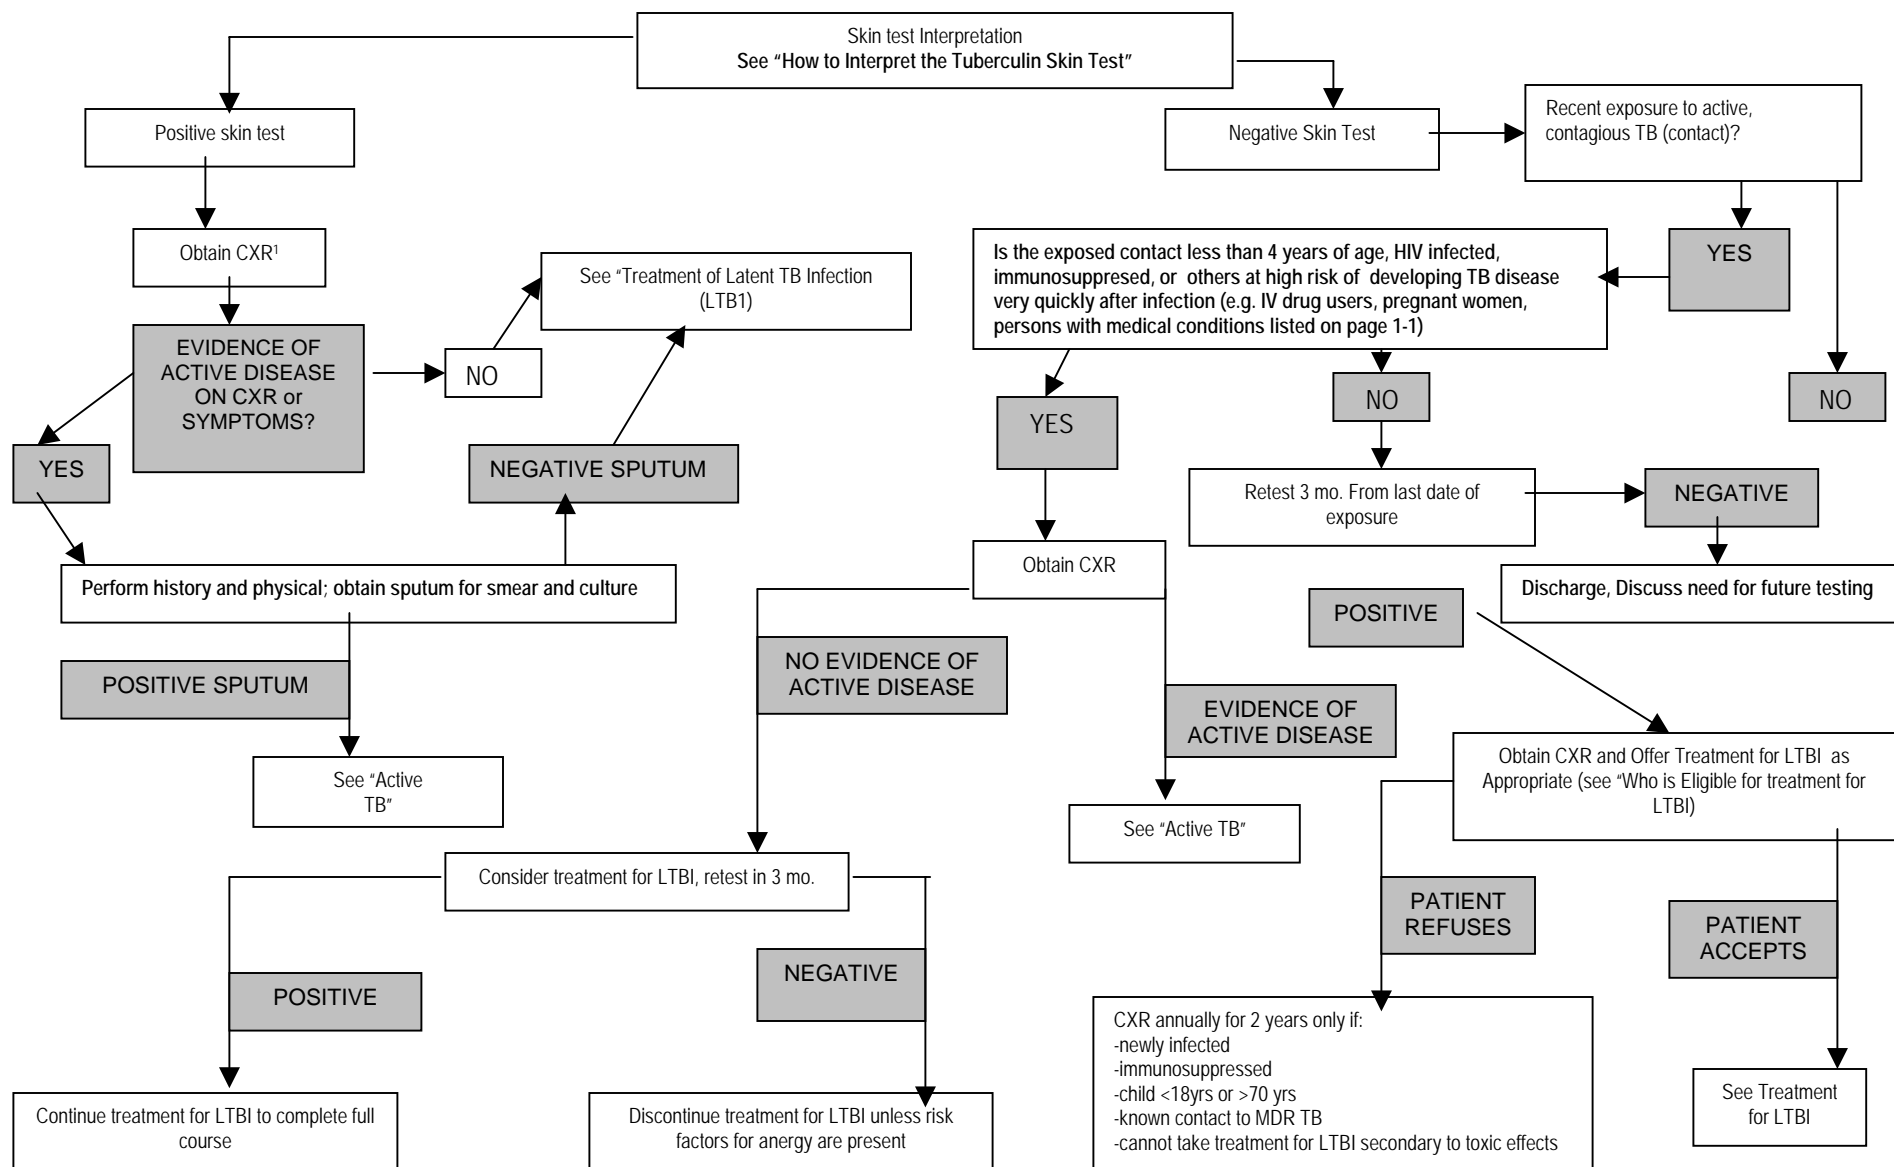 Skin test Interpretation
See "How to Interpret the Tuberculin Skin Test"
Positive skin test
Negative Skin Test
Recent exposure to active,
contagious TB (contact)?
Obtain CXR¹
See "Treatment of Latent TB Infection
(LTB1)
Is the exposed contact less than 4 years of age, HIV infected,
immunosuppresed, or others at high risk of developing TB disease
very quickly after infection (e.g. IV drug users, pregnant women,
persons with medical conditions listed on page 1-1)
YES
EVIDENCE OF
ACTIVE DISEASE
ON CXR or
SYMPTOMS?
NO
YES
NO
NO
YES
NEGATIVE SPUTUM
Retest 3 mo. From last date of
exposure
NEGATIVE
Perform history and physical; obtain sputum for smear and culture
Obtain CXR
Discharge, Discuss need for future testing
POSITIVE
POSITIVE SPUTUM
NO EVIDENCE OF
ACTIVE DISEASE
EVIDENCE OF
ACTIVE DISEASE
See "Active
TB"
See "Active TB"
Obtain CXR and Offer Treatment for LTBI as
Appropriate (see "Who is Eligible for treatment for
LTBI)
Consider treatment for LTBI, retest in 3 mo.
PATIENT
REFUSES
PATIENT
ACCEPTS
POSITIVE
NEGATIVE
CXR annually for 2 years only if:
-newly infected
-immunosuppressed
-child <18yrs or >70 yrs
-known contact to MDR TB
-cannot take treatment for LTBI secondary to toxic effects
See Treatment
for LTBI
Continue treatment for LTBI to complete full
course
Discontinue treatment for LTBI unless risk
factors for anergy are present